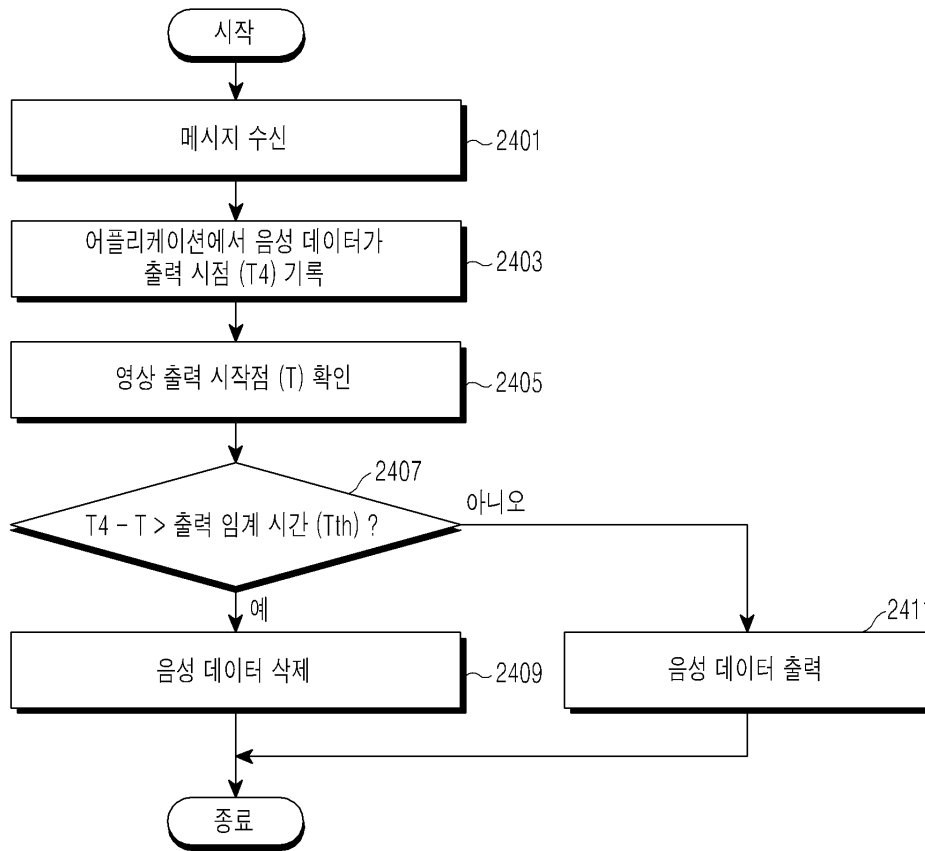 시작
메시지 수신
2401
어플리케이션에서 음성 데이터가
출력 시점 (T4) 기록
2403
영상 출력 시작점 (T) 확인
2405
2407
T4 – T > 출력 임계 시간 (Tth) ?
아니오
예
음성 데이터 삭제
2409
2411
음성 데이터 출력
종료